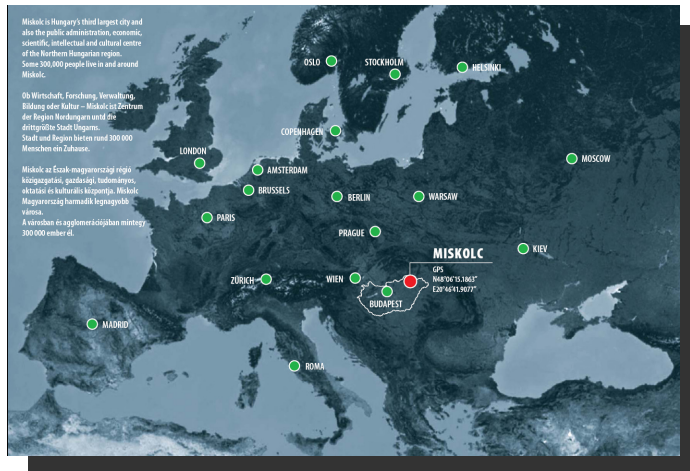 Miskolc is Hungary's third largest city and
also the public administration, economic,
scientific, intellectual and cultural centre
of the Northern Hungarian region.
Some 300,000 people live in and around
Miskolc.
Ob Wirtschaft, Forschung, Verwaltung,
Bildung oder Kultur – Miskolc ist Zentrum
der Region Nordungarn untd die
drittgrößte Stadt Ungarns.
Stadt und Region bieten rund 300 000
Menschen ein Zuhause.
Miskolc az Észak-magyarországi régió
közigazgatási, gazdasági, tudományos,
oktatási és kulturális központja. Miskolc
Magyarország harmadik legnagyobb
városa.
A városban és agglomerációjában mintegy
300 000 ember él.
OSLO
STOCKHOLM
HELSINKI
COPENHAGEN
LONDON
MOSCOW
AMSTERDAM
BRUSSELS
BERLIN
WARSAW
PARIS
PRAGUE
KIEV
MISKOLC
GPS
N48°06'15.1863"
E20°46'41.9077"
ZÜRICH
WIEN
BUDAPEST
MADRID
ROMA